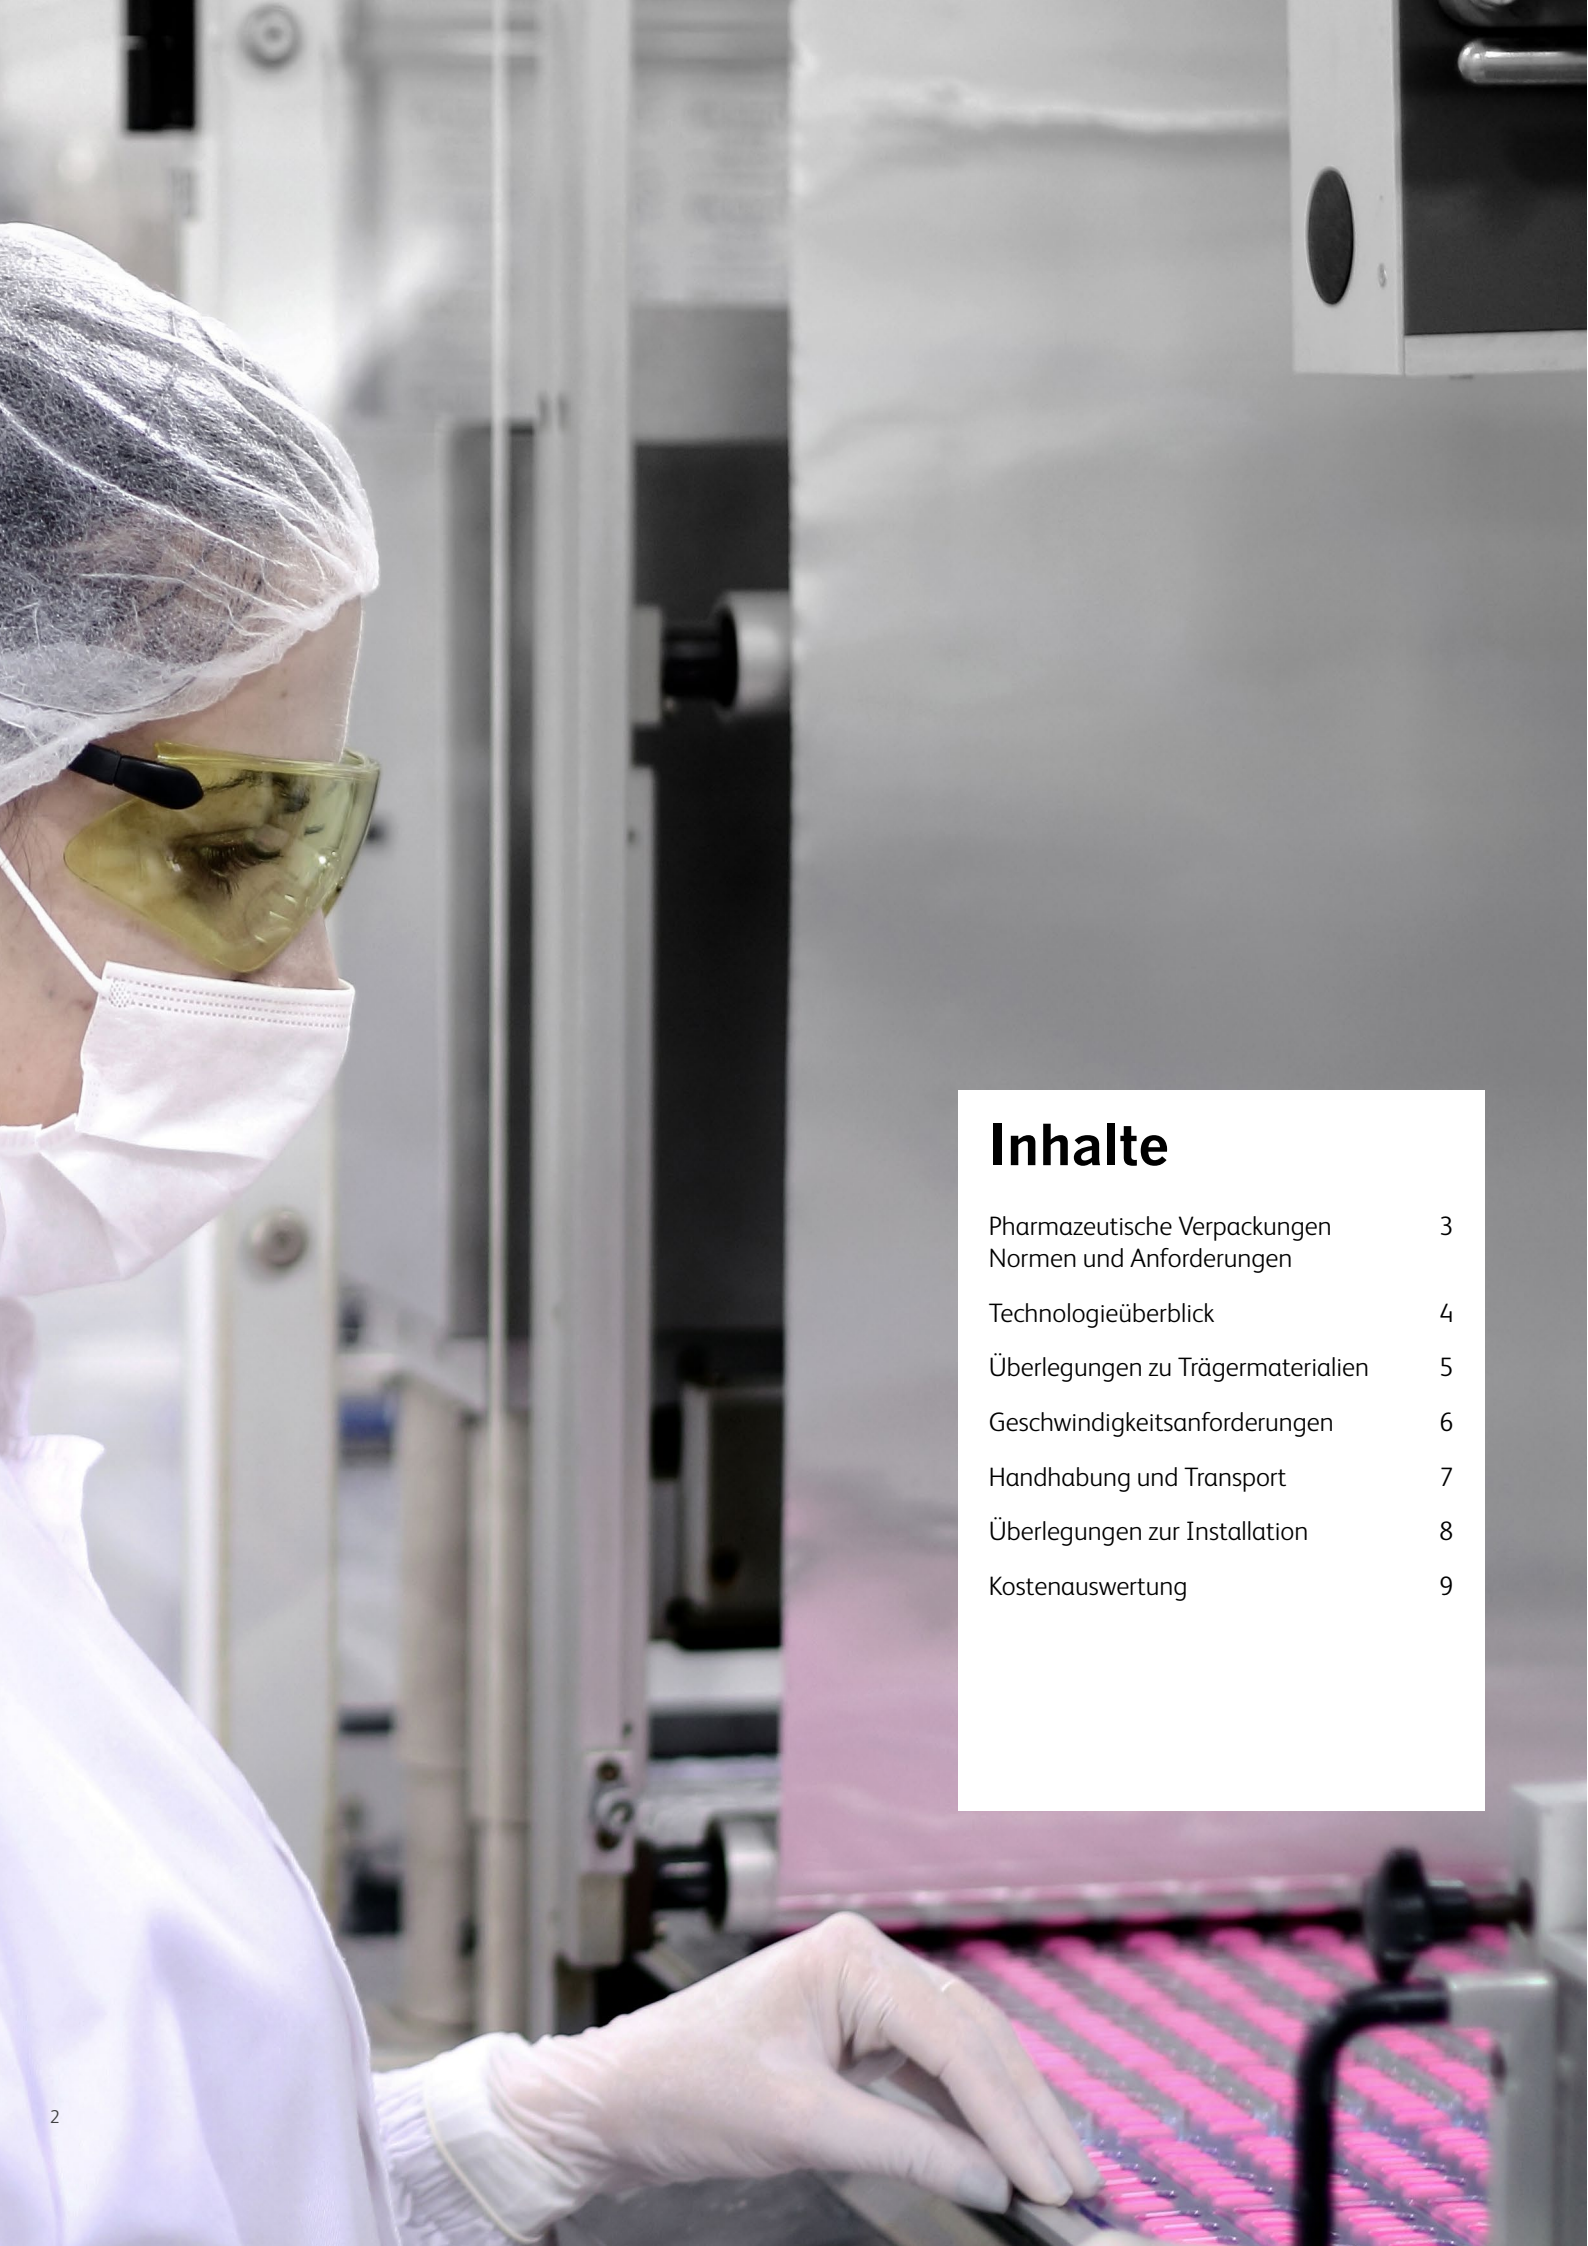 Inhalte
Pharmazeutische Verpackungen 3
Normen und Anforderungen
Technologieüberblick 4
Überlegungen zu Trägermaterialien 5
Geschwindigkeitsanforderungen 6
Handhabung und Transport 7
Überlegungen zur Installation 8
Kostenauswertung 9
2